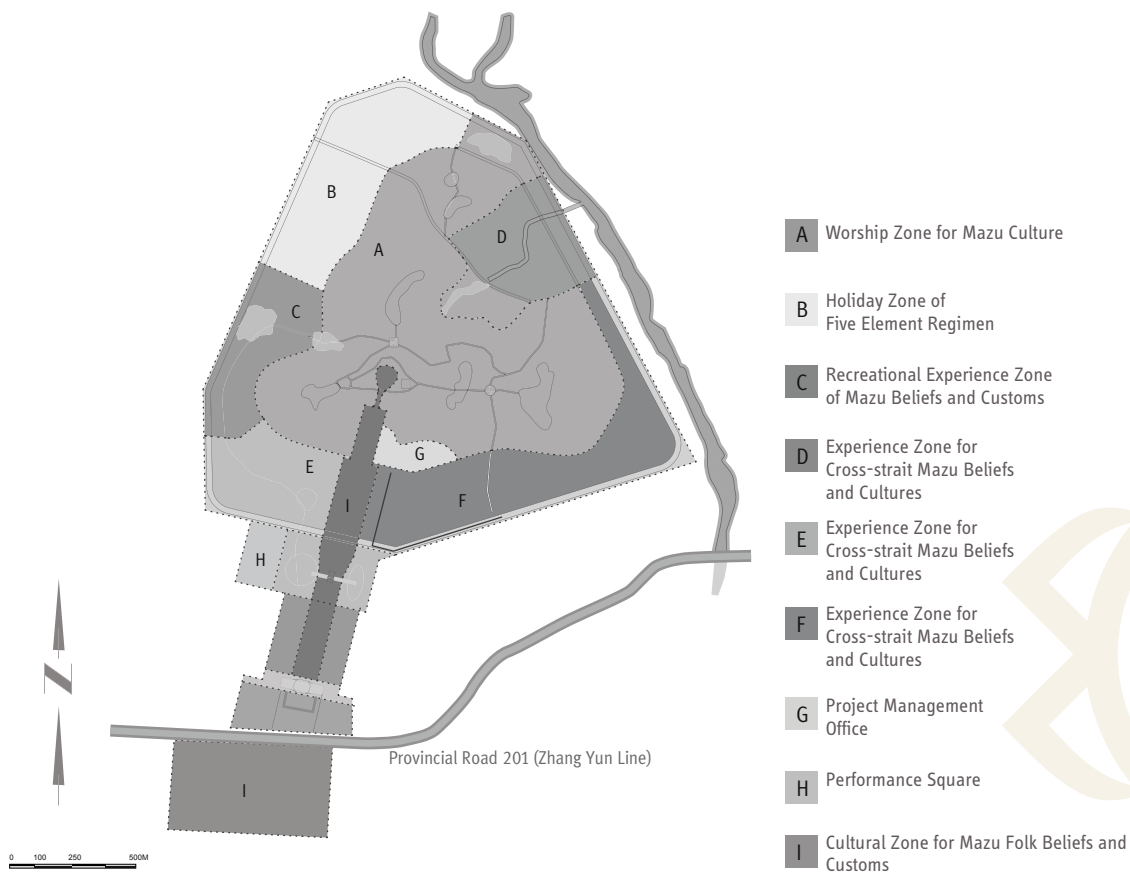 B
A
D
C
G
E
F
I
H
Provincial Road 201 (Zhang Yun Line)
I
0 100 250 500M
N
A Worship Zone for Mazu Culture
B Holiday Zone of
Five Element Regimen
C Recreational Experience Zone
of Mazu Beliefs and Customs
D Experience Zone for
Cross-strait Mazu Beliefs
and Cultures
E Experience Zone for
Cross-strait Mazu Beliefs
and Cultures
F Experience Zone for
Cross-strait Mazu Beliefs
and Cultures
G Project Management
Office
H Performance Square
I Cultural Zone for Mazu Folk Beliefs and
Customs